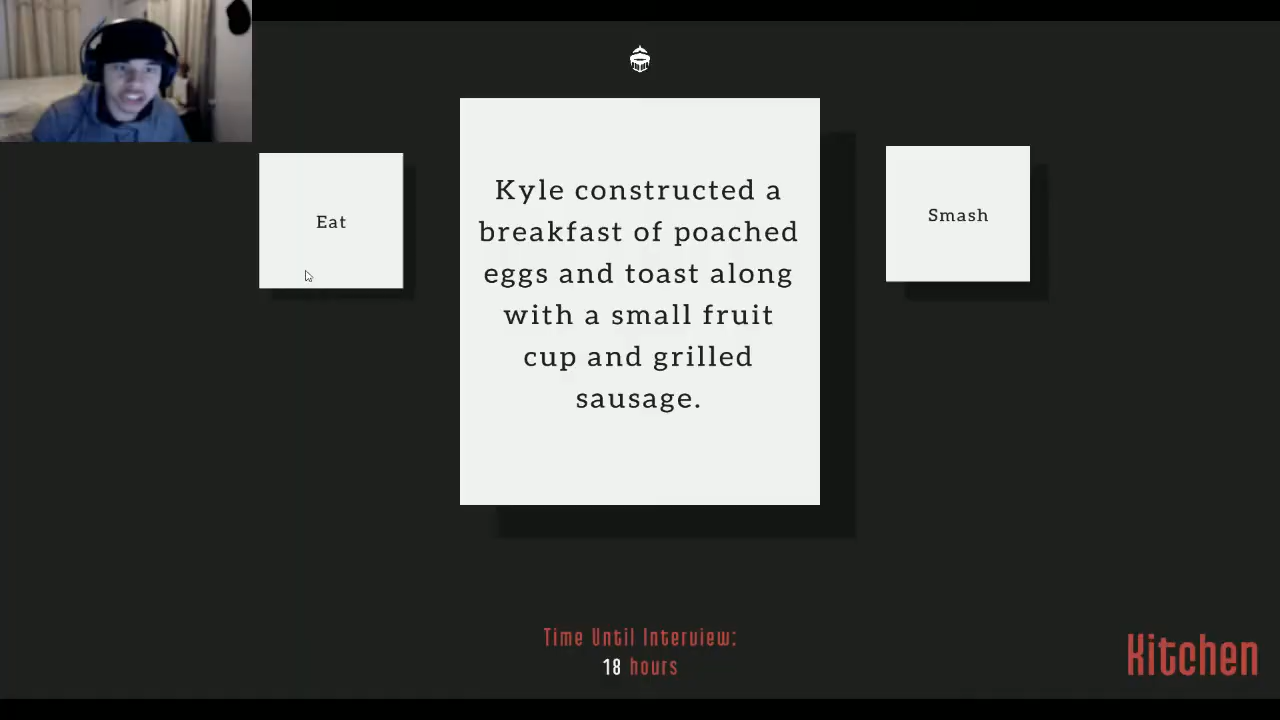 Eat
Kyle constructed a
breakfast of poached
eggs and toast along
with a small fruit
cup and grilled
sausage.
Smash
Time Until Interview:
18 hours
Kitchen